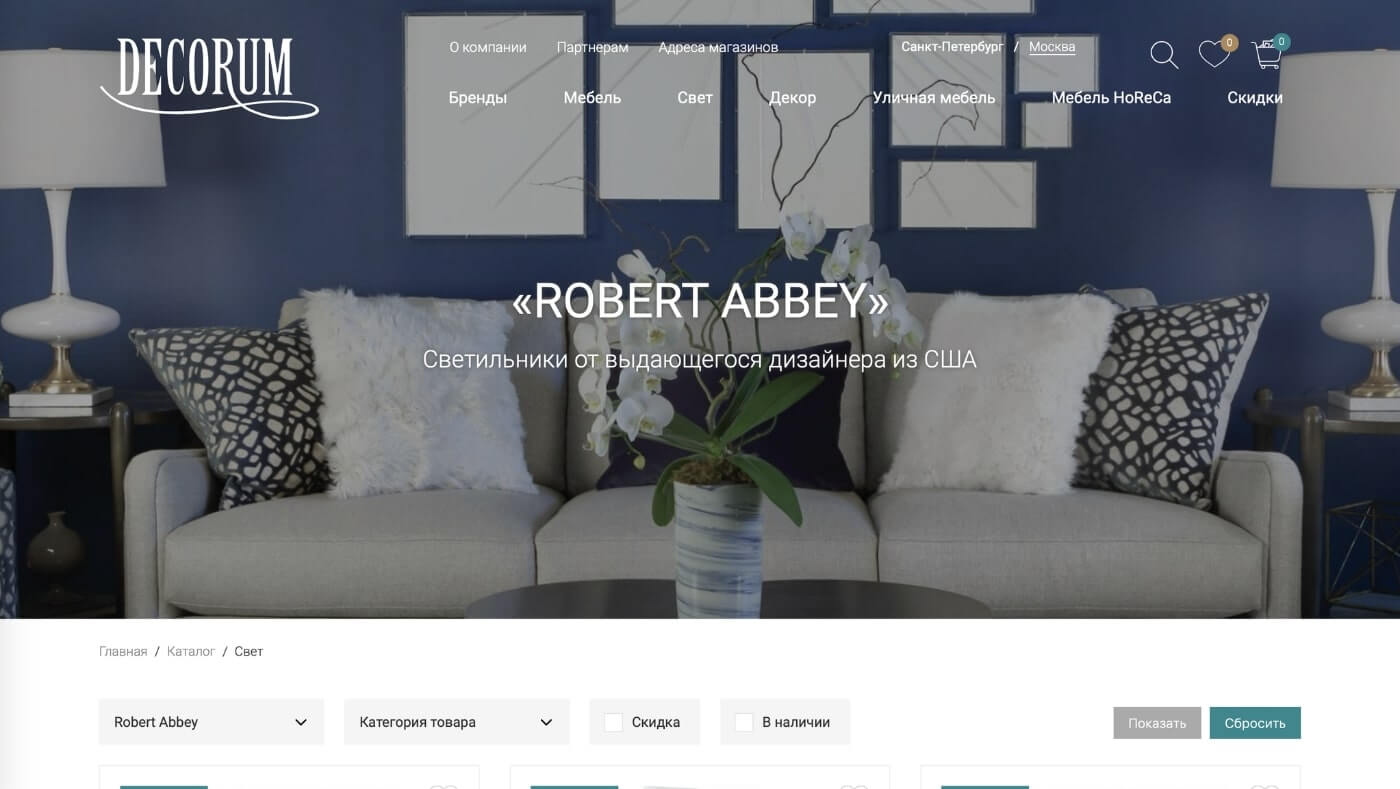 DECORUM
О компании Партнерам Адреса магазинов Санкт-Петербург / Москва 0 0
Бренды Мебель Свет Декор Уличная мебель Мебель HoReCa Скидки
«ROBERT ABBEY»
Светильники от выдающегося дизайнера из США
Главная / Каталог / Свет
Robert Abbey Категория товара Скидка В наличии Показать Сбросить